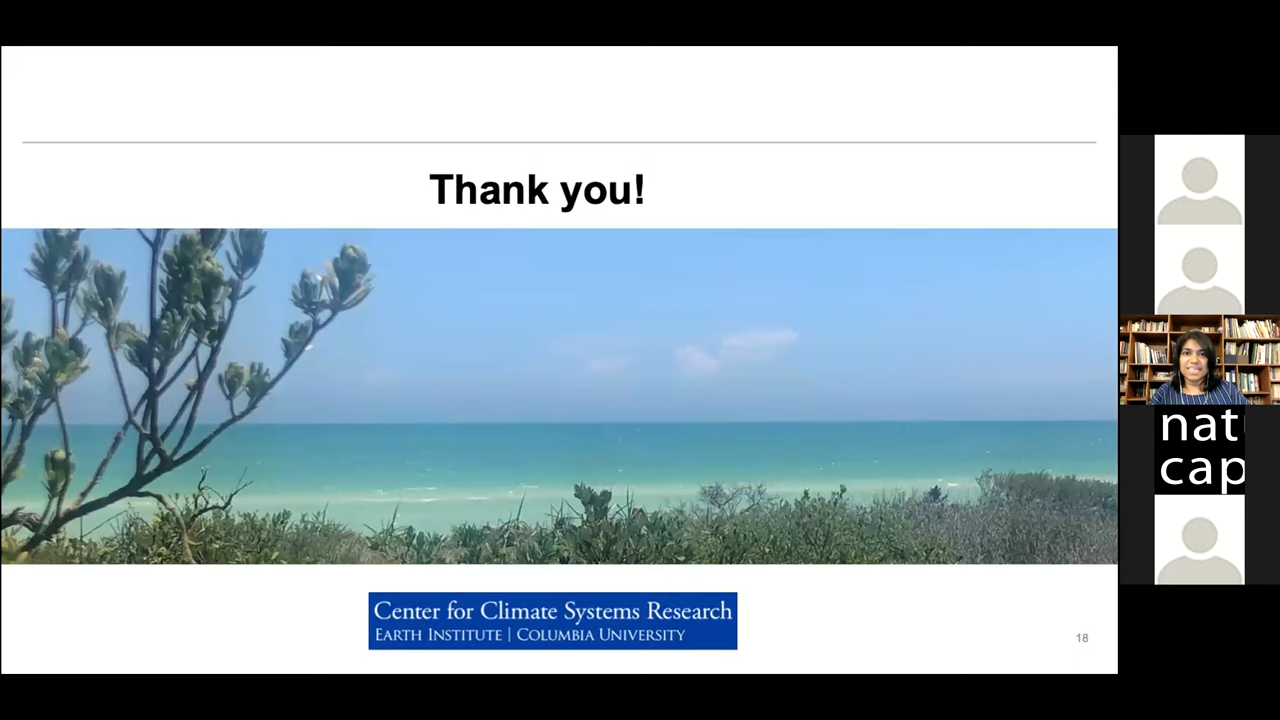 Thank you!
Center for Climate Systems Research
EARTH INSTITUTE | COLUMBIA UNIVERSITY
18
nat
cap